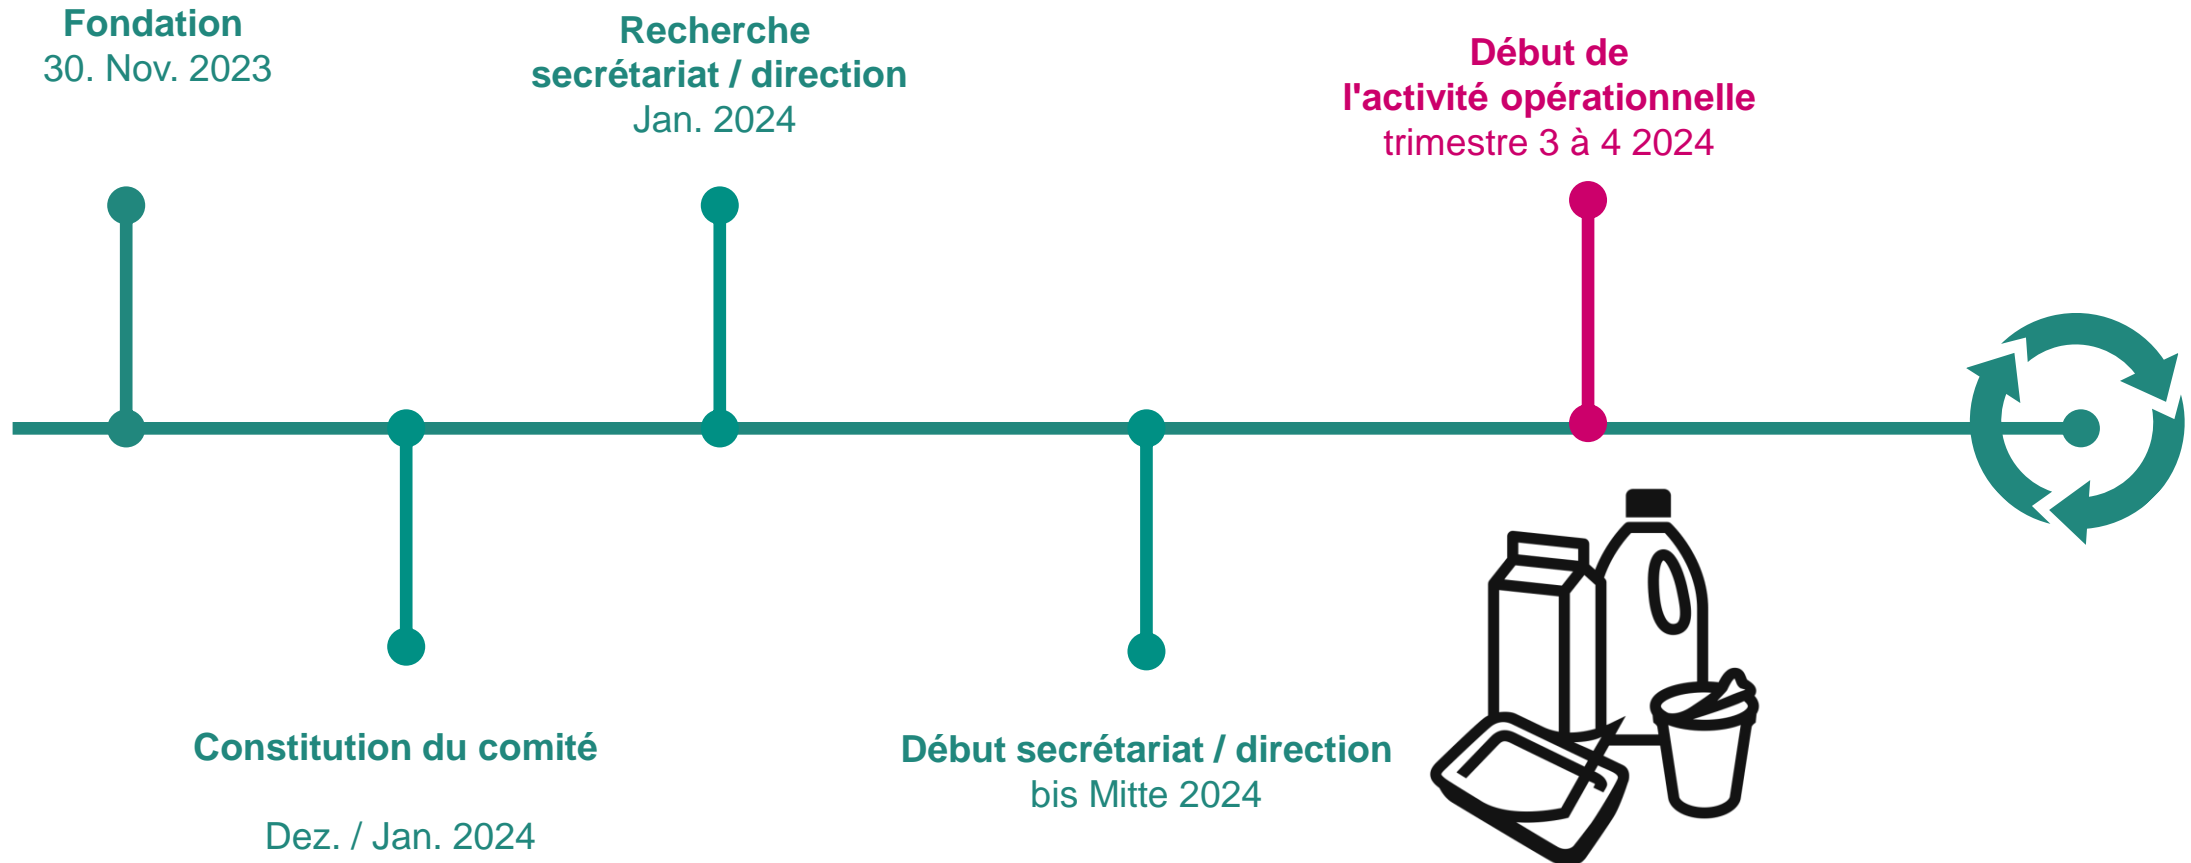 Fondation
30. Nov. 2023
Recherche
secrétariat / direction
Jan. 2024
Début de
l'activité opérationnelle
trimestre 3 à 4 2024
Constitution du comité
Dez. / Jan. 2024
Début secrétariat / direction
bis Mitte 2024